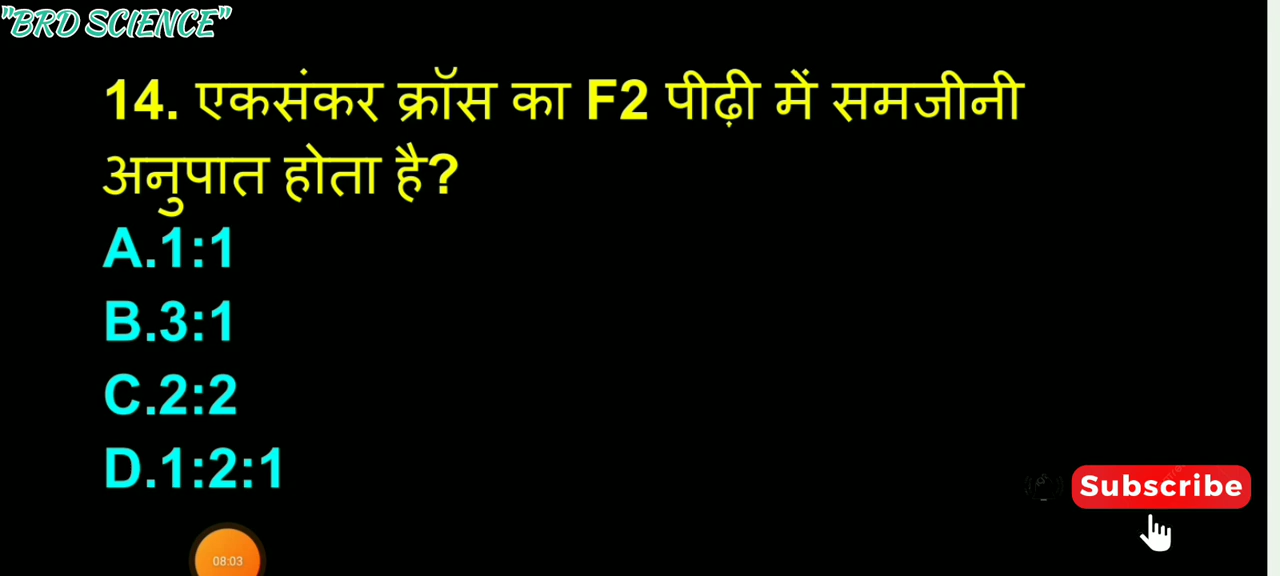 "BRD SCIENCE"
14. एकसंकर क्रॉस का F2 पीढ़ी में समजीनी
अनुपात होता है?
A.1:1
B.3:1
C.2:2
D.1:2:1
Subscribe
08:03